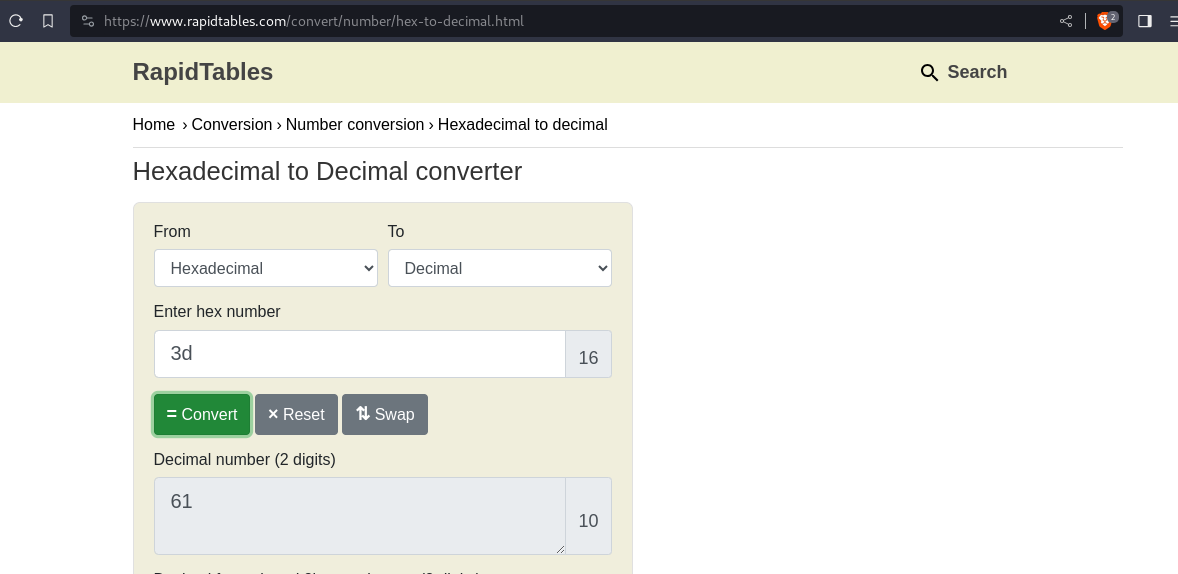 https://www.rapidtables.com/convert/number/hex-to-decimal.html
2
RapidTables
Search
Home › Conversion › Number conversion › Hexadecimal to decimal
Hexadecimal to Decimal converter
From To
Hexadecimal Decimal
Enter hex number
3d 16
= Convert × Reset ⇅ Swap
Decimal number (2 digits)
61
10